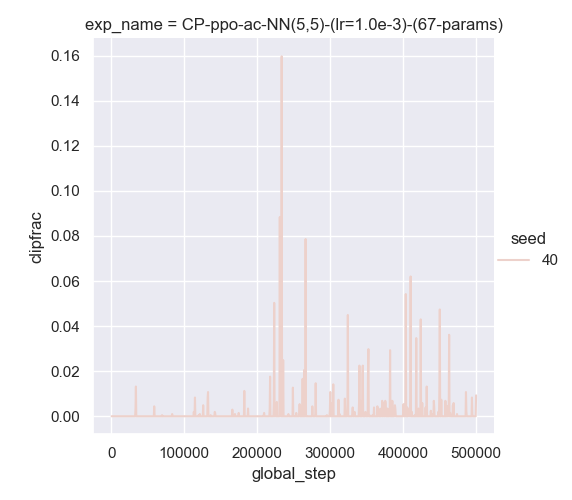 exp_name = CP-ppo-ac-NN(5,5)-(lr=1.0e-3)-(67-params)
0.16
0.14
0.12
0.10
0.08
0.06
0.04
0.02
0.00
clipfrac
seed
40
0 100000 200000 300000 400000 500000
global_step